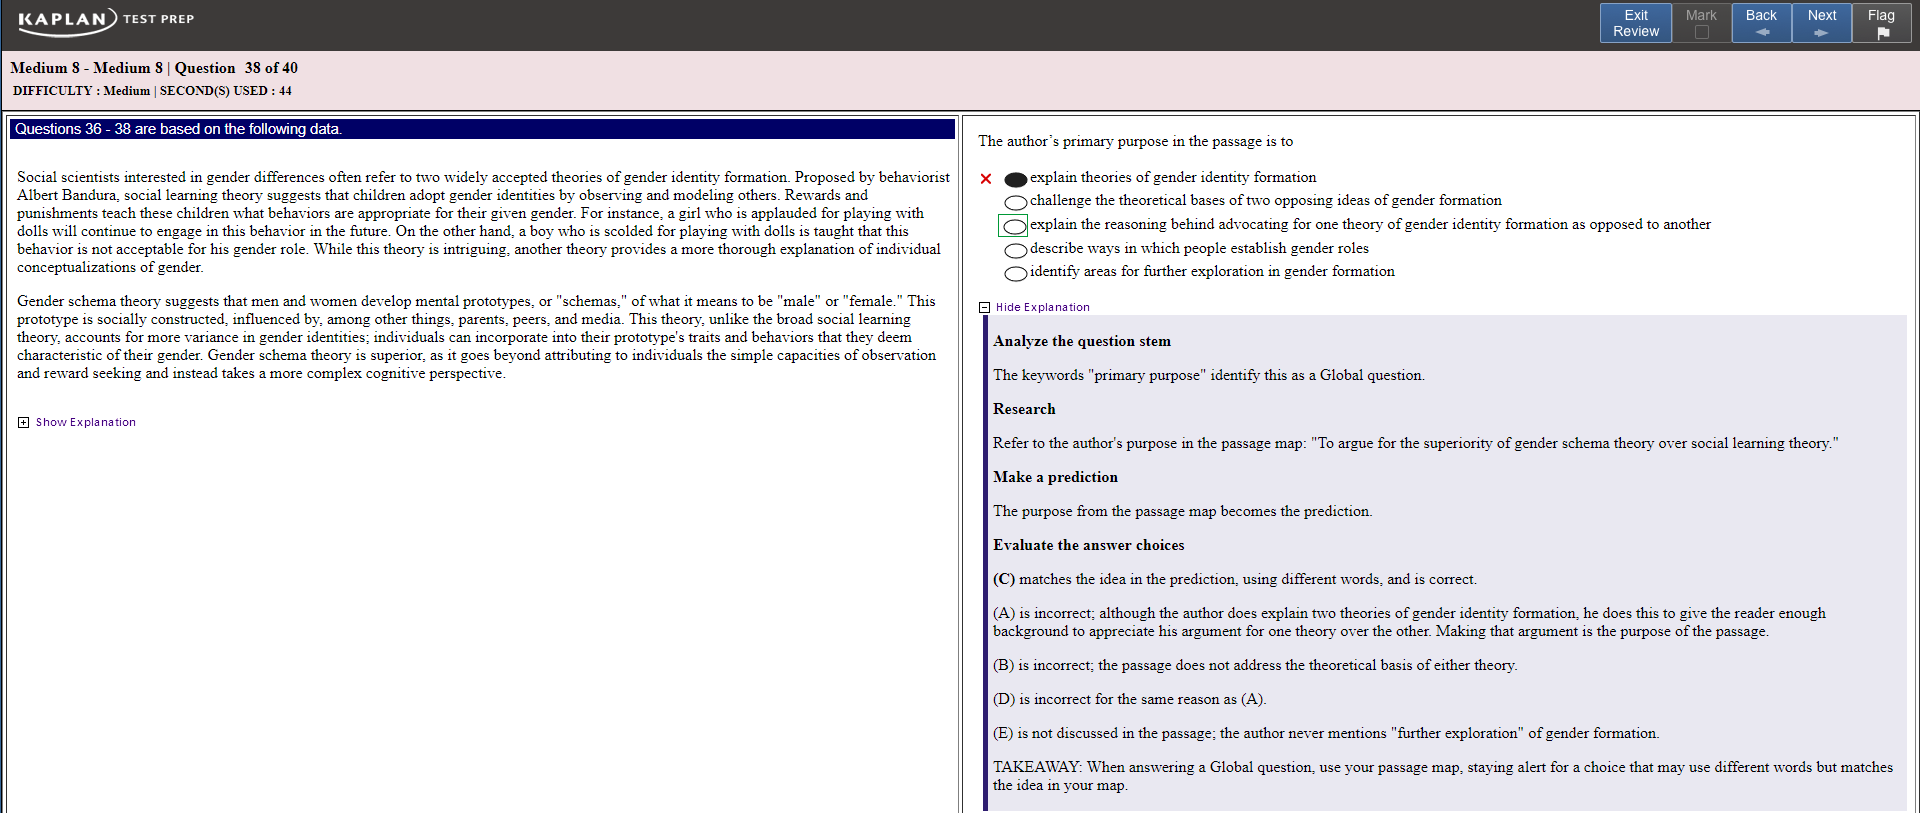 KAPLAN TEST PREP
Exit Review
Mark
Back
Next
Flag
Medium 8 - Medium 8 | Question 38 of 40
DIFFICULTY : Medium | SECOND(S) USED : 44
Questions 36 - 38 are based on the following data.
Social scientists interested in gender differences often refer to two widely accepted theories of gender identity formation. Proposed by behaviorist
Albert Bandura, social learning theory suggests that children adopt gender identities by observing and modeling others. Rewards and
punishments teach these children what behaviors are appropriate for their given gender. For instance, a girl who is applauded for playing with
dolls will continue to engage in this behavior in the future. On the other hand, a boy who is scolded for playing with dolls is taught that this
behavior is not acceptable for his gender role. While this theory is intriguing, another theory provides a more thorough explanation of individual
conceptualizations of gender.
Gender schema theory suggests that men and women develop mental prototypes, or "schemas," of what it means to be "male" or "female." This
prototype is socially constructed, influenced by, among other things, parents, peers, and media. This theory, unlike the broad social learning
theory, accounts for more variance in gender identities; individuals can incorporate into their prototype's traits and behaviors that they deem
characteristic of their gender. Gender schema theory is superior, as it goes beyond attributing to individuals the simple capacities of observation
and reward seeking and instead takes a more complex cognitive perspective.
Show Explanation
The author's primary purpose in the passage is to
explain theories of gender identity formation
challenge the theoretical bases of two opposing ideas of gender formation
explain the reasoning behind advocating for one theory of gender identity formation as opposed to another
describe ways in which people establish gender roles
identify areas for further exploration in gender formation
Hide Explanation
Analyze the question stem
The keywords "primary purpose" identify this as a Global question.
Research
Refer to the author's purpose in the passage map: "To argue for the superiority of gender schema theory over social learning theory."
Make a prediction
The purpose from the passage map becomes the prediction.
Evaluate the answer choices
(C) matches the idea in the prediction, using different words, and is correct.
(A) is incorrect; although the author does explain two theories of gender identity formation, he does this to give the reader enough
background to appreciate his argument for one theory over the other. Making that argument is the purpose of the passage.
(B) is incorrect; the passage does not address the theoretical basis of either theory.
(D) is incorrect for the same reason as (A).
(E) is not discussed in the passage; the author never mentions "further exploration" of gender formation.
TAKEAWAY: When answering a Global question, use your passage map, staying alert for a choice that may use different words but matches
the idea in your map.